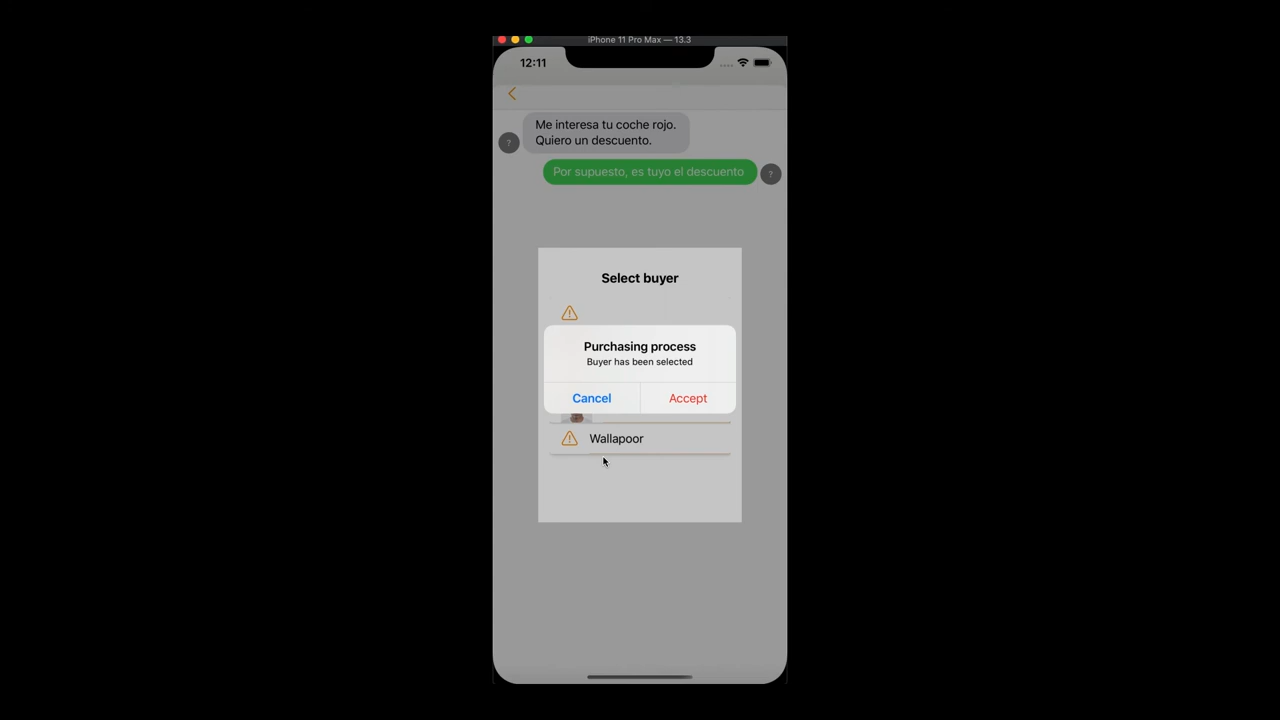 iPhone 11 Pro Max — 13.3
12:11
Me interesa tu coche rojo.
Quiero un descuento.
?
Por supuesto, es tuyo el descuento
?
Select buyer
Purchasing process
Buyer has been selected
Cancel
Accept
Wallapoor